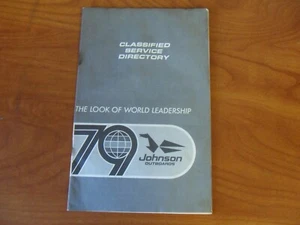 CLASSIFIED
SERVICE
DIRECTORY
THE LOOK OF WORLD LEADERSHIP
79
Johnson
OUTBOARDS